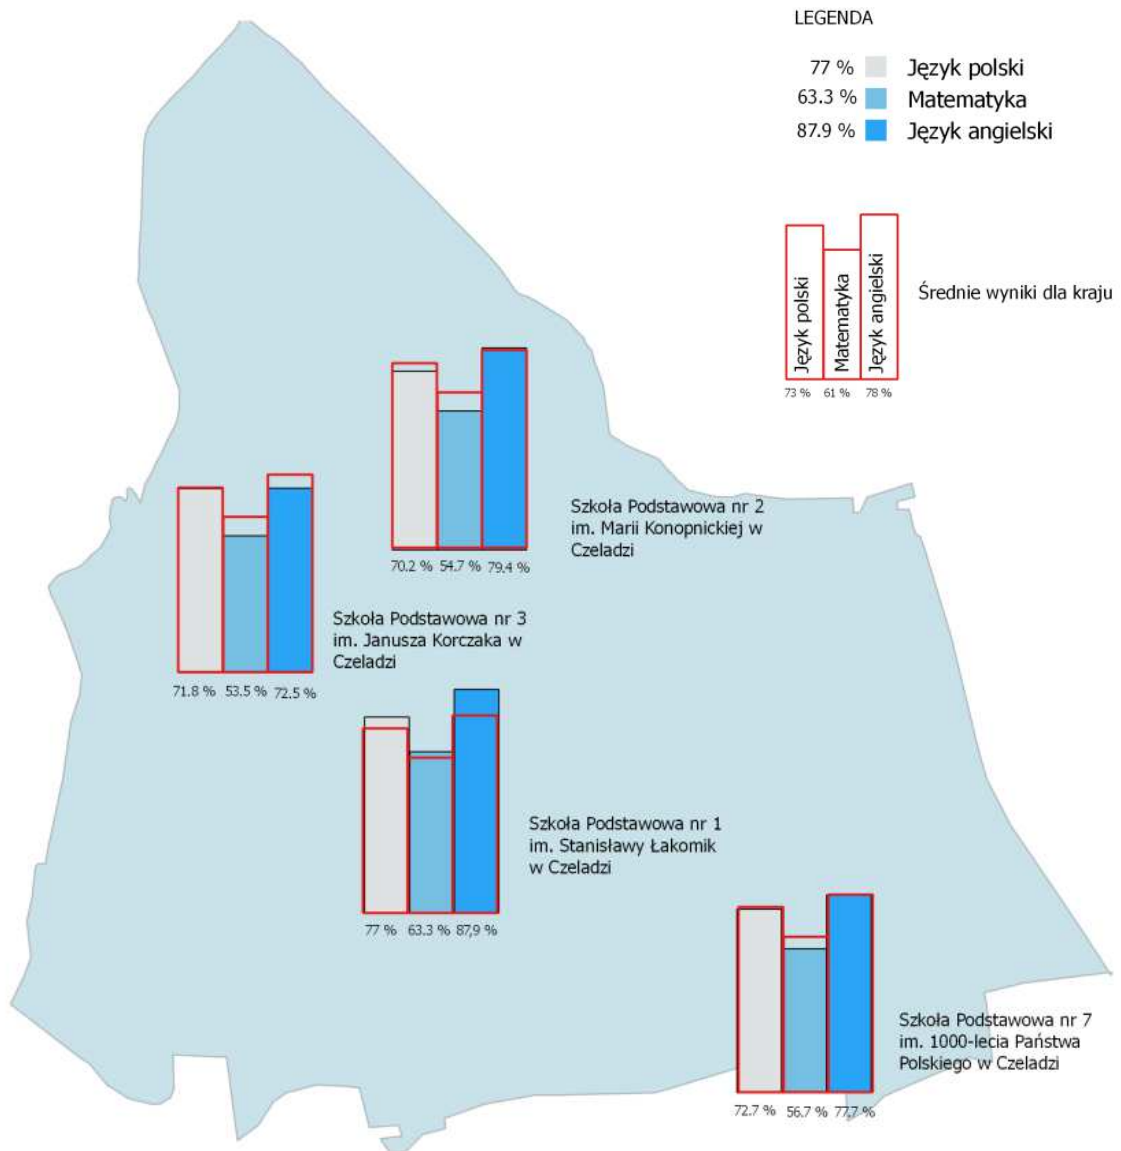 LEGENDA
77 % Język polski
63.3 % Matematyka
87.9 % Język angielski
Język polski
Matematyka
Język angielski
Średnie wyniki dla kraju
73 % 61 % 78 %
Szkoła Podstawowa nr 2
im. Marii Konopnickiej w
Czeladzi
70.2 % 54.7 % 79.4 %
Szkoła Podstawowa nr 3
im. Janusza Korczaka w
Czeladzi
71.8 % 53.5 % 72.5 %
Szkoła Podstawowa nr 1
im. Stanisławy Łakomik
w Czeladzi
77 % 63.3 % 87,9 %
Szkoła Podstawowa nr 7
im. 1000-lecia Państwa
Polskiego w Czeladzi
72.7 % 56.7 % 77.7 %